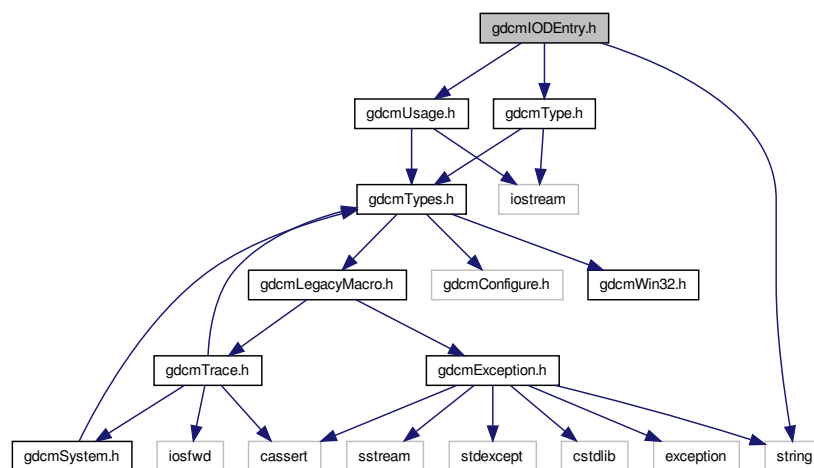 gdcmIODEntry.h
gdcmUsage.h
gdcmType.h
gdcmTypes.h
iostream
gdcmLegacyMacro.h
gdcmConfigure.h
gdcmWin32.h
gdcmTrace.h
gdcmException.h
gdcmSystem.h
iosfwd
cassert
sstream
stdexcept
cstdlib
exception
string